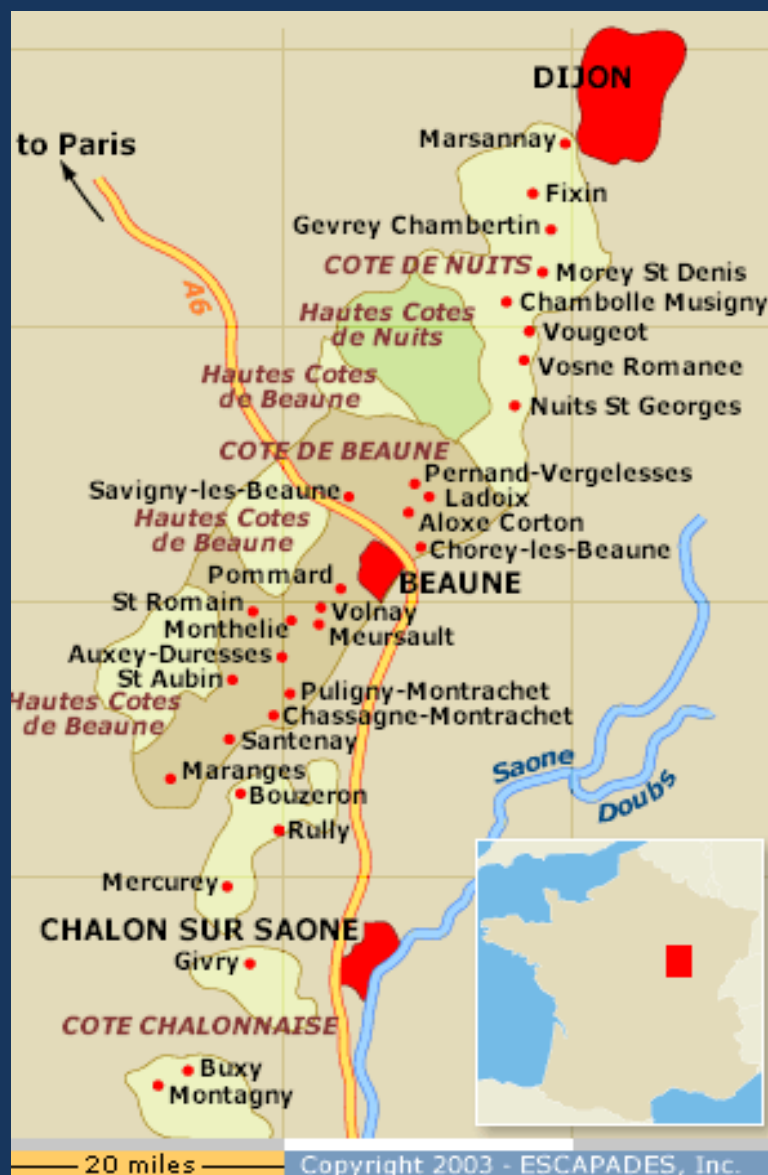 DIJON
Marsannay
to Paris
Fixin
Gevrey Chambertin
COTE DE NUITS
Morey St Denis
A6
Chambolle Musigny
Hautes Cotes
de Nuits
Vougeot
Vosne Romanee
Hautes Cotes
de Beaune
Nuits St Georges
COTE DE BEAUNE
Pernand-Vergelesses
Savigny-les-Beaune
Ladoix
Hautes Cotes
de Beaune
Aloxe Corton
Chorey-les-Beaune
Pommard
BEAUNE
St Romain
Volnay
Monthelie
Meursault
Auxey-Duresses
St Aubin
Puligny-Montrachet
Hautes Cotes
de Beaune
Chassagne-Montrachet
Santenay
Saone
Maranges
Doubs
Bouzeron
Rully
Mercurey
CHALON SUR SAONE
Givry
COTE CHALONNAISE
Buxy
Montagny
20 miles
Copyright 2003 - ESCAPADES, Inc.